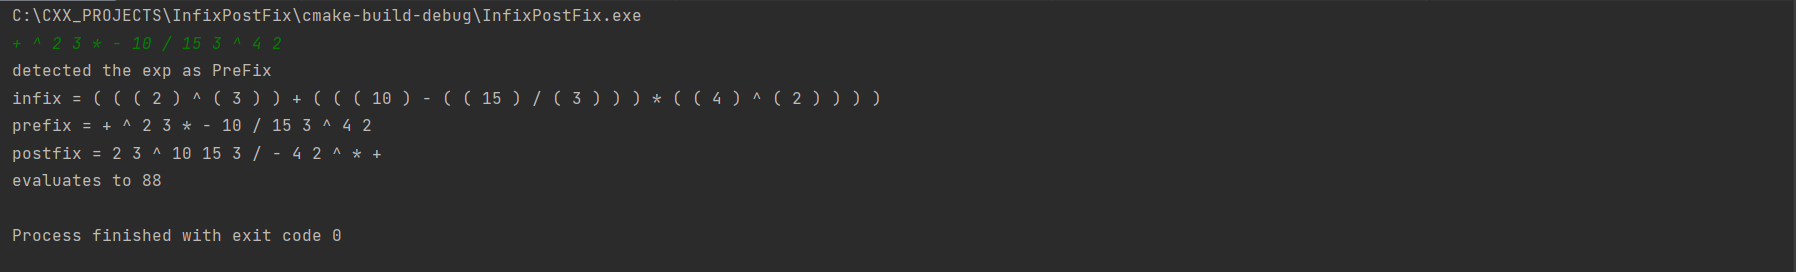 C:\CXX_PROJECTS\InfixPostFix\cmake-build-debug\InfixPostFix.exe
+ ^ 2 3 * - 10 / 15 3 ^ 4 2
detected the exp as PreFix
infix = ( ( ( 2 ) ^ ( 3 ) ) + ( ( ( 10 ) - ( ( 15 ) / ( 3 ) ) ) * ( ( 4 ) ^ ( 2 ) ) ) )
prefix = + ^ 2 3 * - 10 / 15 3 ^ 4 2
postfix = 2 3 ^ 10 15 3 / - 4 2 ^ * +
evaluates to 88
Process finished with exit code 0